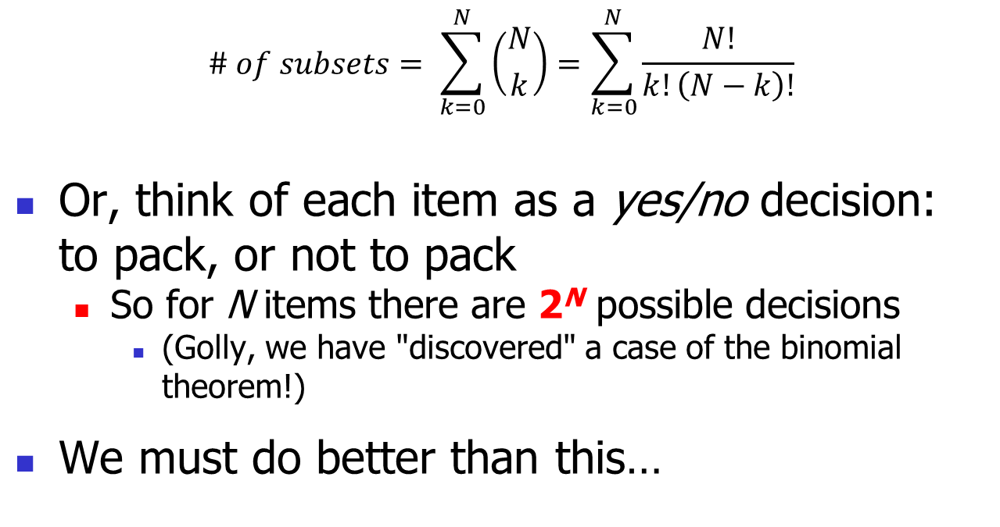 # of subsets = \sum_{k=0}^{N} \binom{N}{k} = \sum_{k=0}^{N} \frac{N!}{k!(N-k)!}
Or, think of each item as a yes/no decision:
to pack, or not to pack
So for N items there are 2^N possible decisions
(Golly, we have "discovered" a case of the binomial
theorem!)
We must do better than this…